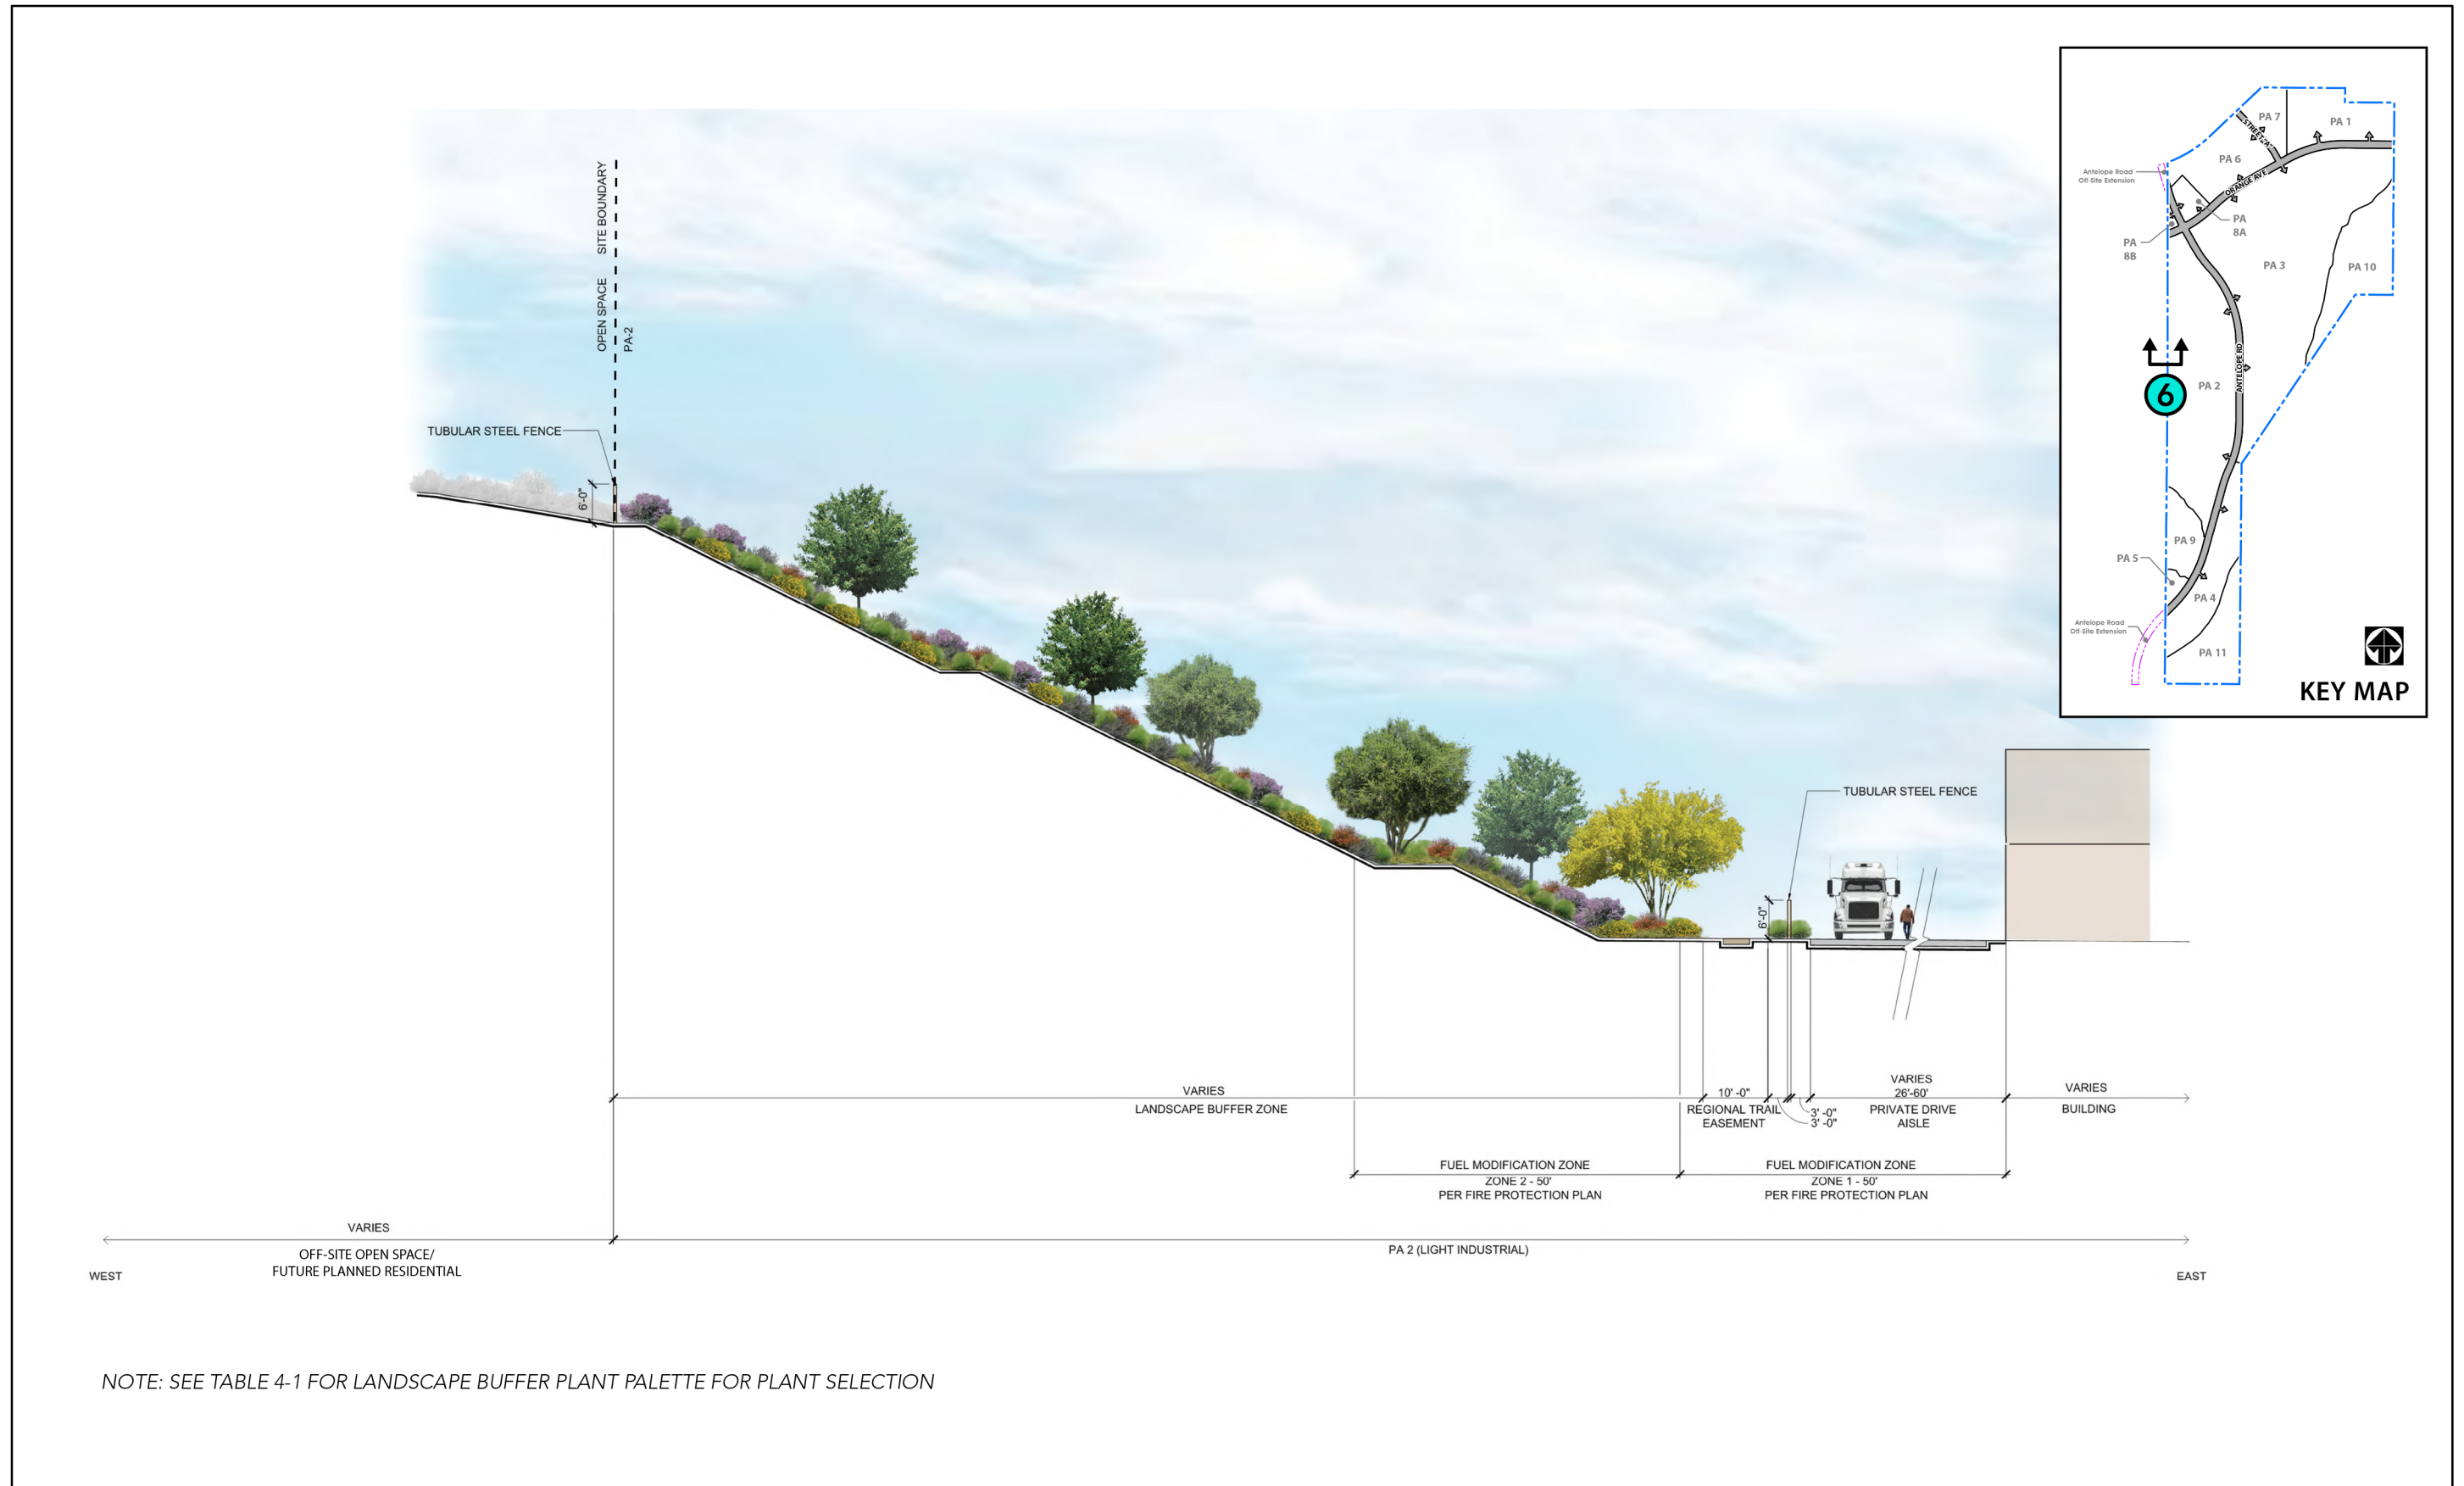 OPEN SPACE
SITE BOUNDARY
PA-2
TUBULAR STEEL FENCE
6'-0"
TUBULAR STEEL FENCE
6'-0"
VARIES
LANDSCAPE BUFFER ZONE
10' -0"
REGIONAL TRAIL
EASEMENT
3' -0"
3' -0"
VARIES
26'-60'
PRIVATE DRIVE
AISLE
VARIES
BUILDING
FUEL MODIFICATION ZONE
ZONE 2 - 50'
PER FIRE PROTECTION PLAN
FUEL MODIFICATION ZONE
ZONE 1 - 50'
PER FIRE PROTECTION PLAN
VARIES
OFF-SITE OPEN SPACE/
FUTURE PLANNED RESIDENTIAL
PA 2 (LIGHT INDUSTRIAL)
WEST
EAST
NOTE: SEE TABLE 4-1 FOR LANDSCAPE BUFFER PLANT PALETTE FOR PLANT SELECTION
PA 7
PA 1
STREET "A"
PA 6
Antelope Road
Off-Site Extension
ORANGE AVE
PA
8A
PA
8B
PA 3
PA 10
ANTELOPE RD
PA 2
6
PA 9
PA 5
PA 4
Antelope Road
Off-Site Extension
PA 11
KEY MAP